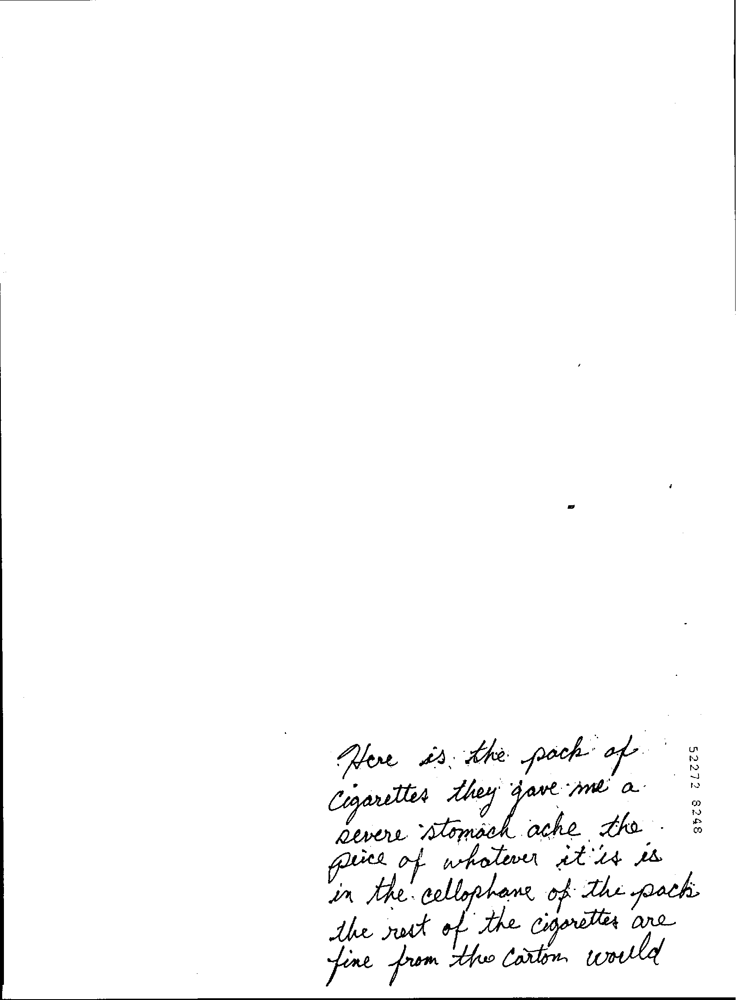 Here is the pack of
Cigarettes they gave me a
severe stomach ache the
peice of whatever it is is
in the cellophane of the pack
the rest of the cigarettes are
fine from the Carton would
52272 8248